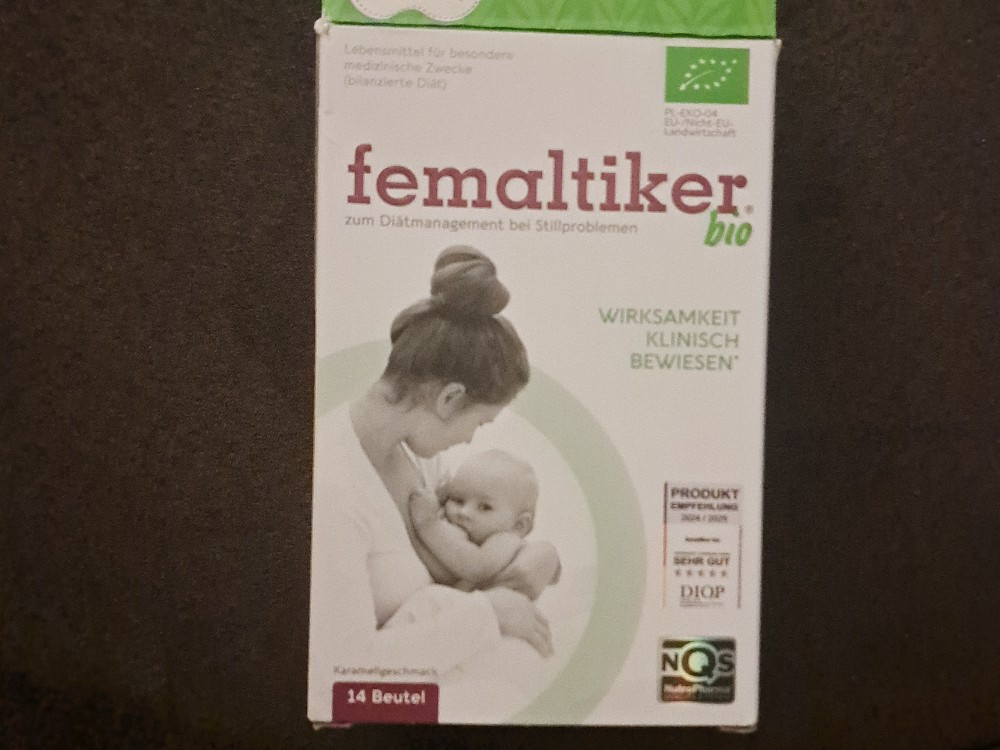 Lebensmittel für besondere
medizinische Zwecke
(bilanzierte Diät)
PL-EKO-04
EU-/Nicht-EU-
Landwirtschaft
femaltiker®
bio
zum Diätmanagement bei Stillproblemen
WIRKSAMKEIT
KLINISCH
BEWIESEN*
PRODUKT
EMPFEHLUNG
2024 / 2025
SEHR GUT
DIQP
NQS
NutroPharma
Karamellgeschmack
14 Beutel